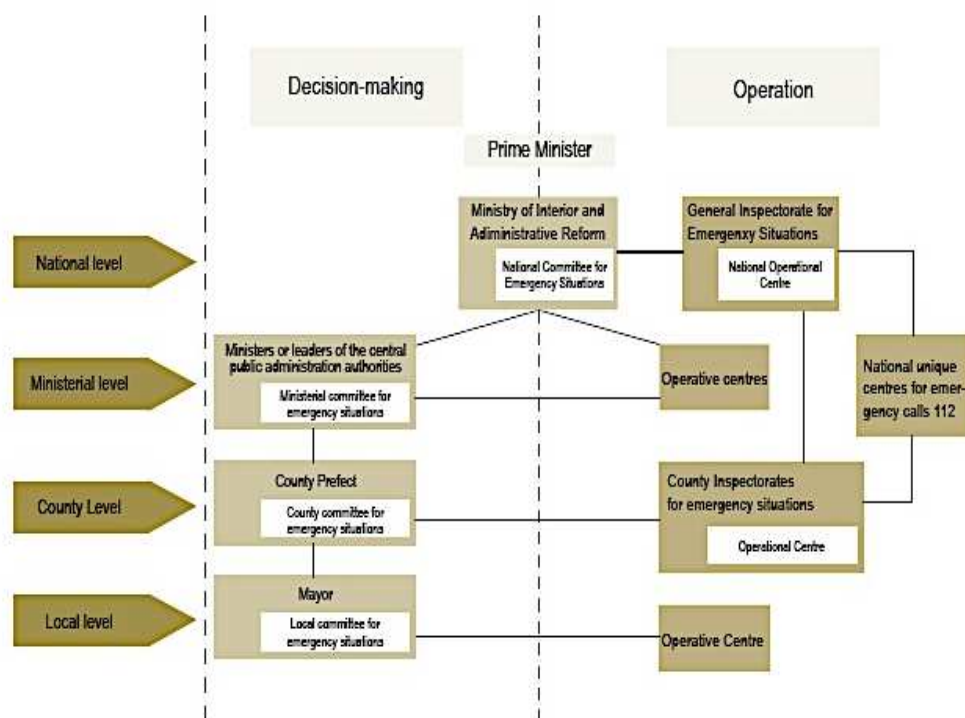 Decision-making
Operation
Prime Minister
National level
Ministry of Interior and
Adiministrative Reform
National Committee for
Emergency Situations
General Inspectorate for
Emergenxy Situations
National Operational
Centre
Ministerial level
Ministers or leaders of the central
public administration authorities
Ministerial committee for
emergency situations
Operative centres
National unique
centres for emer-
gency calls 112
County Level
County Prefect
County committee for
emergency situations
County Inspectorates
for emergency situations
Operational Centre
Local level
Mayor
Local committee for
emergency situations
Operative Centre